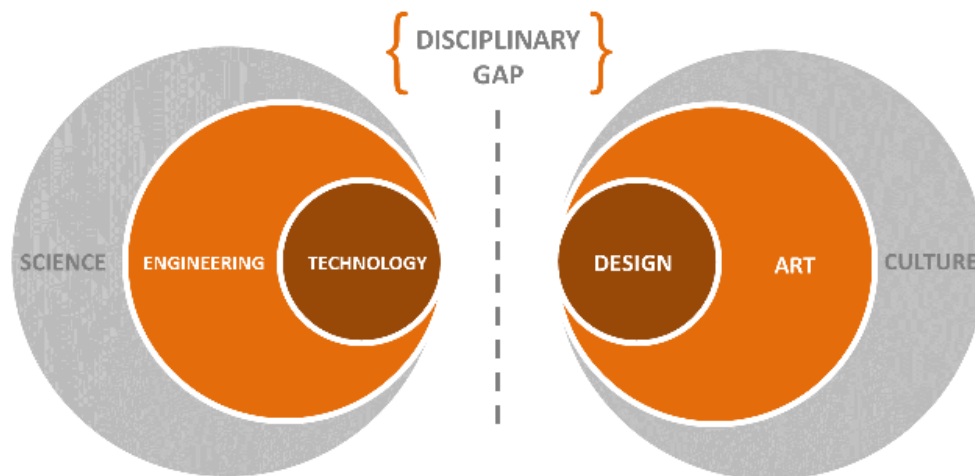 DISCIPLINARY
GAP
SCIENCE
ENGINEERING
TECHNOLOGY
DESIGN
ART
CULTURE